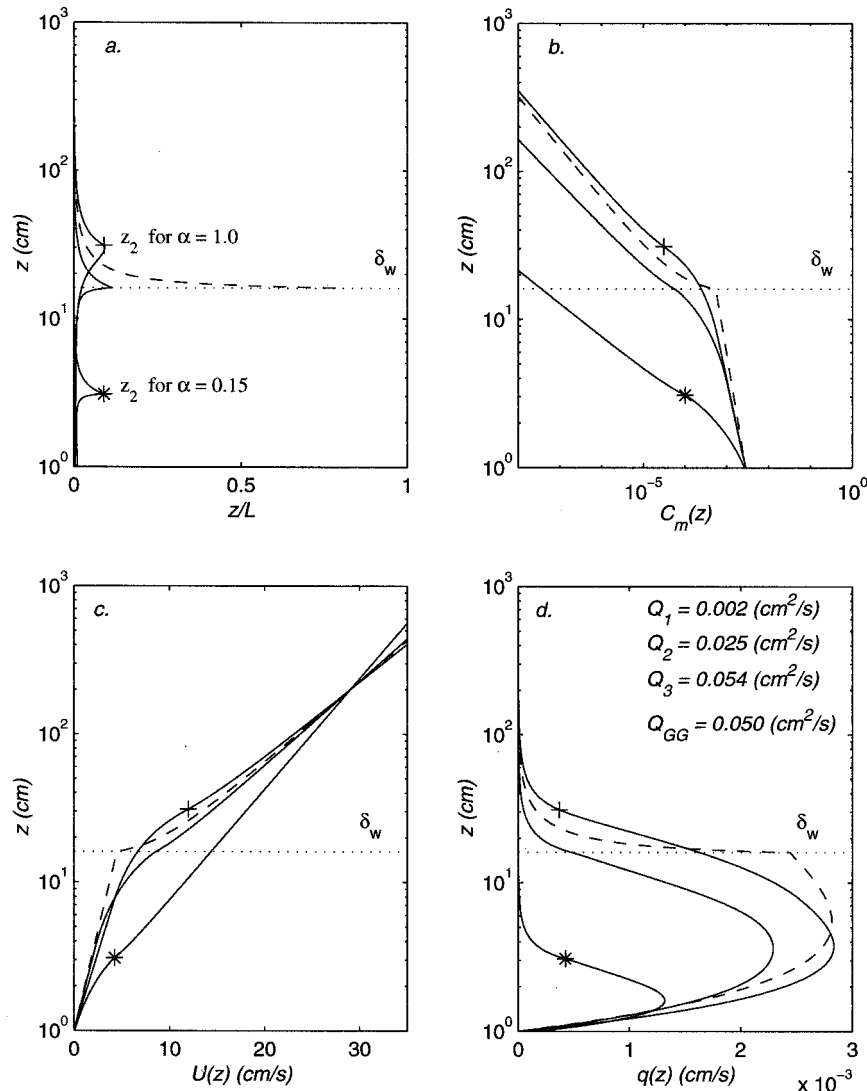 a.
10^3
10^2
10^1
10^0
z (cm)
z_2 for α = 1.0
δ_w
z_2 for α = 0.15
0
0.5
1
z/L
b.
10^3
10^2
10^1
10^0
z (cm)
δ_w
10^-5
10^0
C_m(z)
c.
10^3
10^2
10^1
10^0
z (cm)
δ_w
0
10
20
30
U(z) (cm/s)
d.
10^3
10^2
10^1
10^0
z (cm)
Q_1 = 0.002 (cm^2/s)
Q_2 = 0.025 (cm^2/s)
Q_3 = 0.054 (cm^2/s)
Q_GG = 0.050 (cm^2/s)
δ_w
0
1
2
3
q(z) (cm/s)
x 10^-3